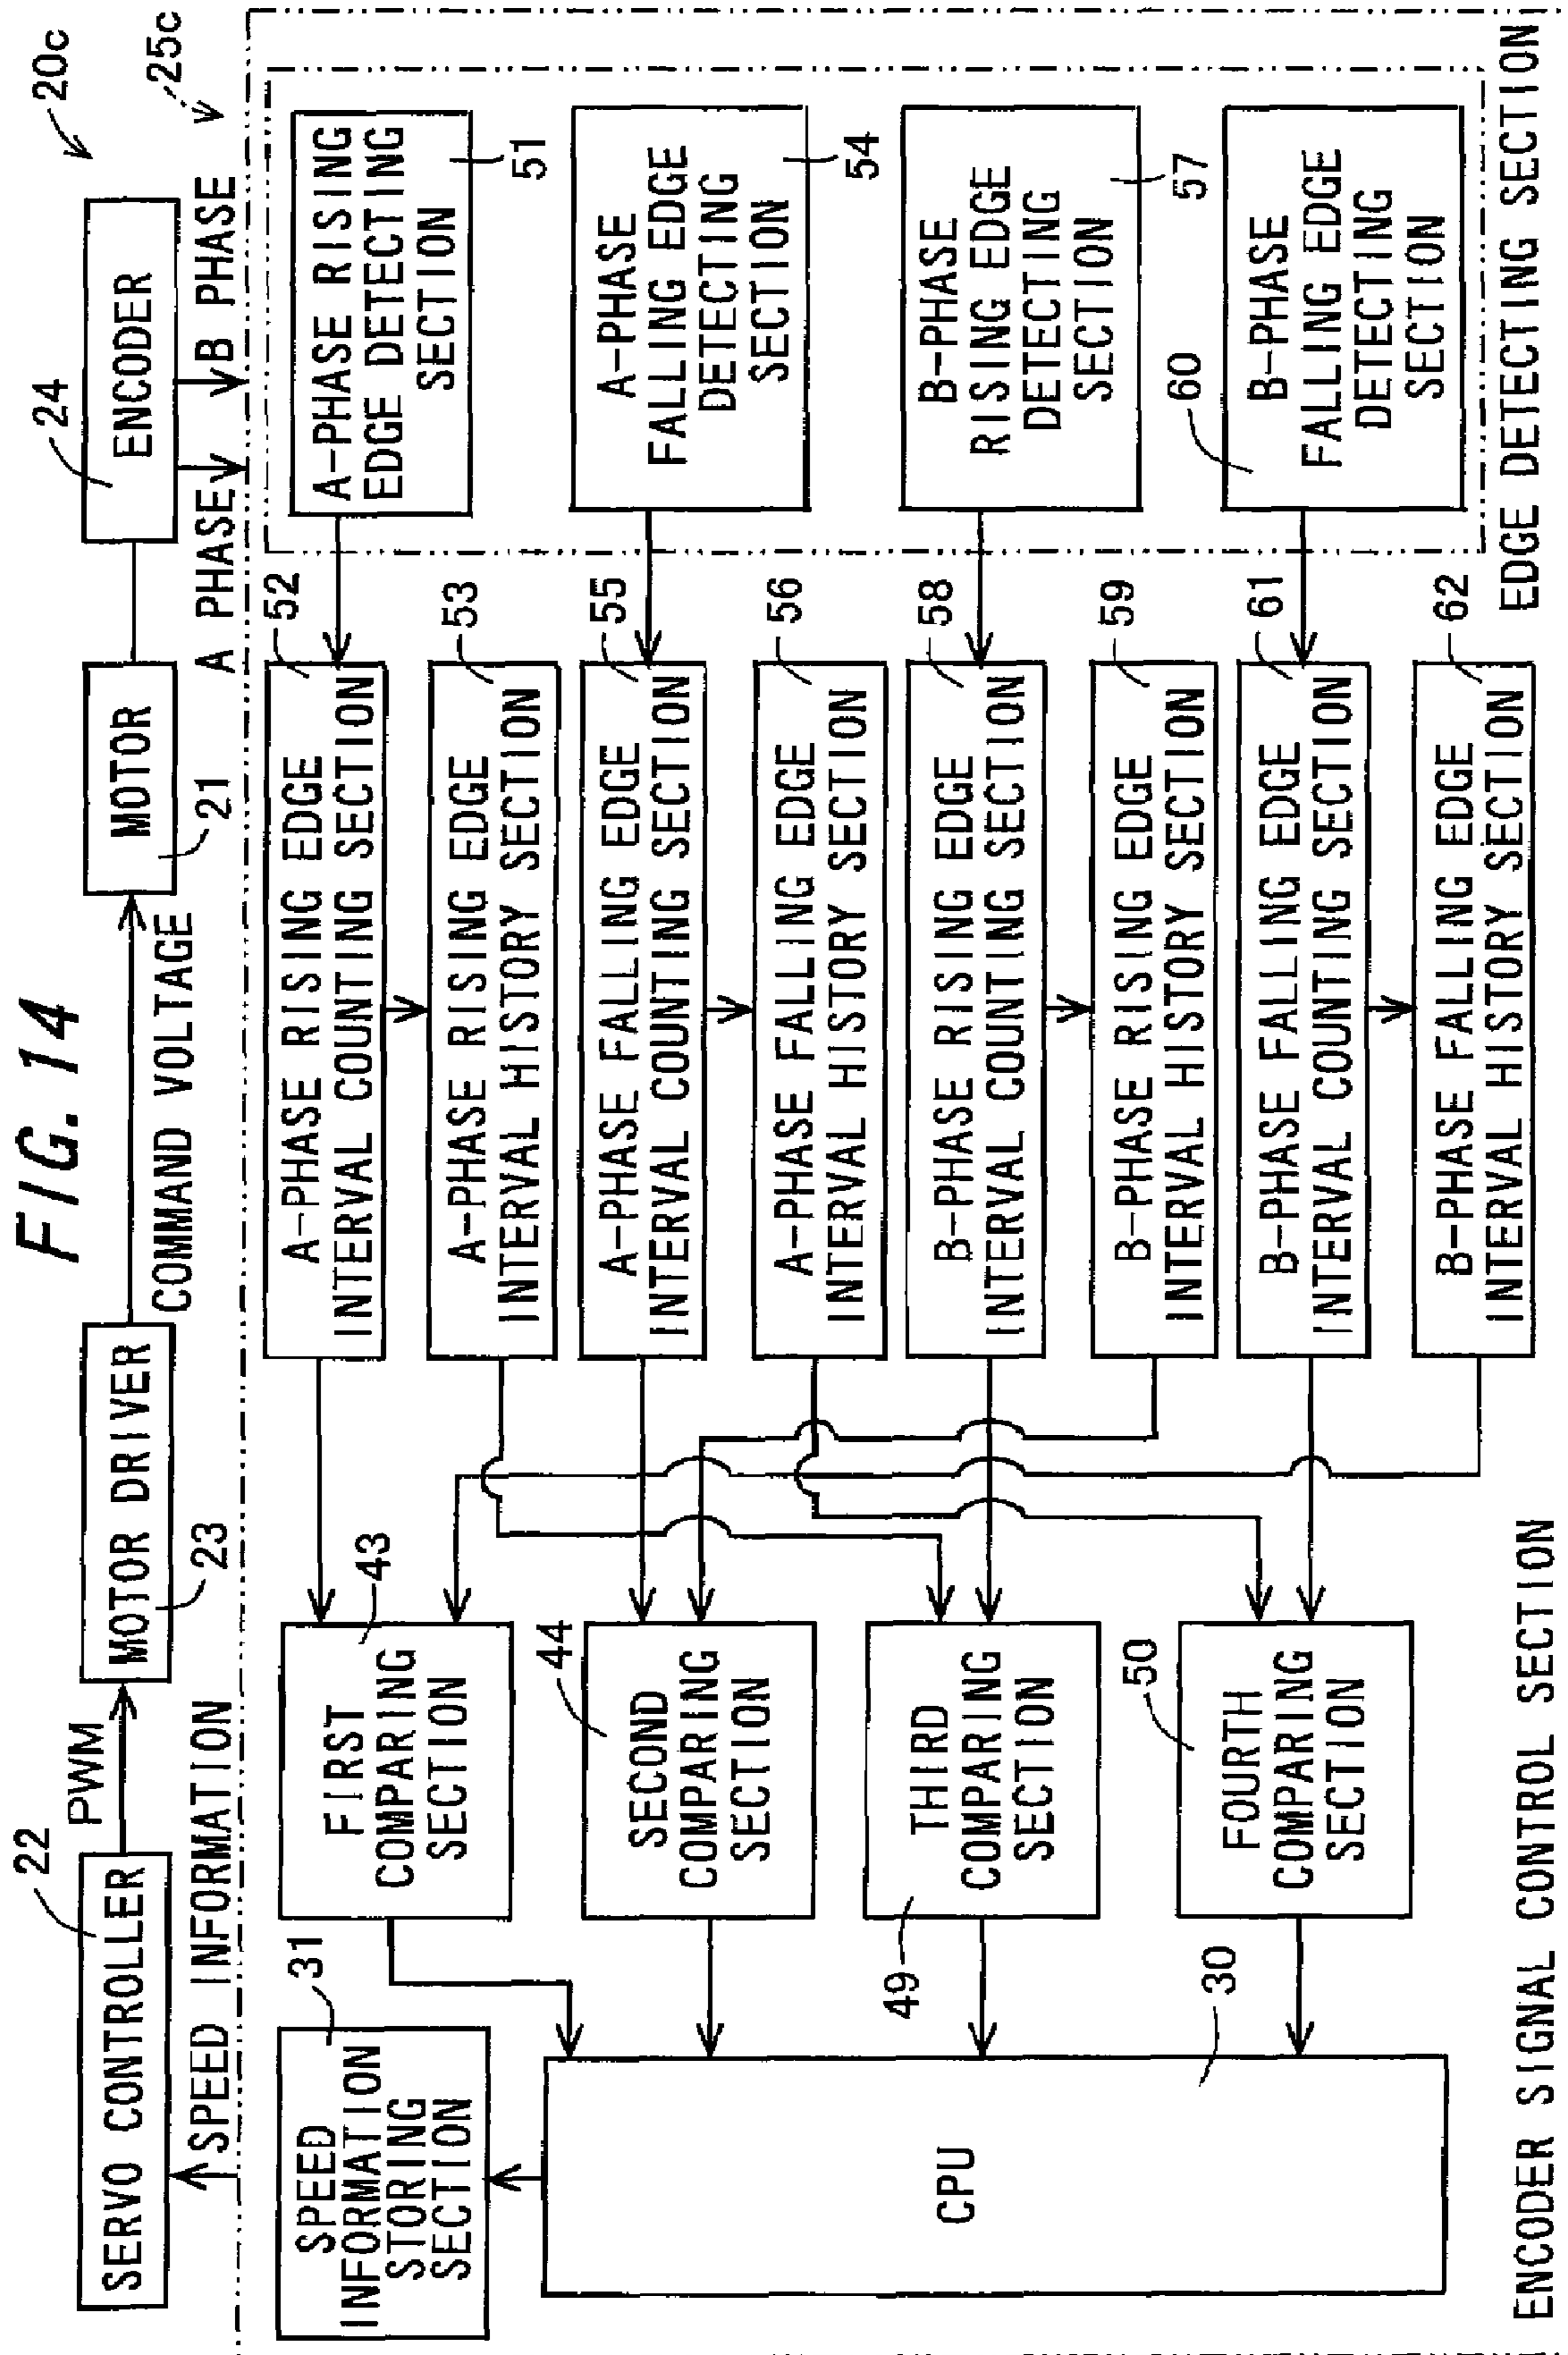 FIG. 14
20c
22
SERVO CONTROLLER
PWM
MOTOR DRIVER
23
COMMAND VOLTAGE
MOTOR
21
24
ENCODER
25c
SPEED INFORMATION
A PHASE
B PHASE
31
SPEED
INFORMATION
STORING
SECTION
CPU
30
FIRST
COMPARING
SECTION
43
44
SECOND
COMPARING
SECTION
THIRD
COMPARING
SECTION
49
50
FOURTH
COMPARING
SECTION
52
A-PHASE RISING EDGE
INTERVAL COUNTING SECTION
53
A-PHASE RISING EDGE
INTERVAL HISTORY SECTION
55
A-PHASE FALLING EDGE
INTERVAL COUNTING SECTION
56
A-PHASE FALLING EDGE
INTERVAL HISTORY SECTION
58
B-PHASE RISING EDGE
INTERVAL COUNTING SECTION
59
B-PHASE RISING EDGE
INTERVAL HISTORY SECTION
61
B-PHASE FALLING EDGE
INTERVAL COUNTING SECTION
62
B-PHASE FALLING EDGE
INTERVAL HISTORY SECTION
A-PHASE RISING
EDGE DETECTING
SECTION
51
A-PHASE
FALLING EDGE
DETECTING
SECTION
54
B-PHASE
RISING EDGE
DETECTING
SECTION
57
60
B-PHASE
FALLING EDGE
DETECTING
SECTION
EDGE DETECTING SECTION
ENCODER SIGNAL CONTROL SECTION